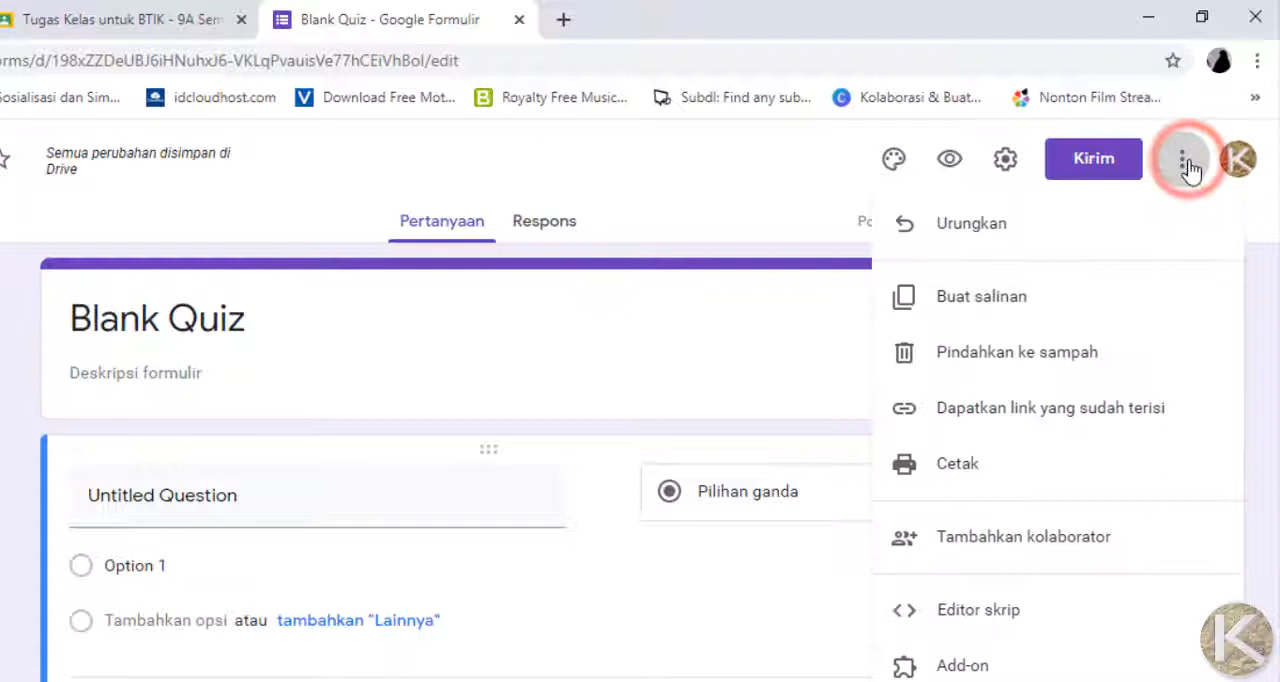 Tugas Kelas untuk BTIK - 9A Sem
Blank Quiz - Google Formulir
orms/d/198xZZDeUBJ6iHNuhxJ6-VKLqPvauisVe77hCEiVhBoI/edit
Sosialisasi dan Sim...
idcloudhost.com
Download Free Mot...
Royalty Free Music...
Subdl: Find any sub...
Kolaborasi & Buat...
Nonton Film Strea...
»
Semua perubahan disimpan di
Drive
Kirim
K
Pertanyaan
Respons
Po
Urungkan
Blank Quiz
Deskripsi formulir
Buat salinan
Pindahkan ke sampah
Dapatkan link yang sudah terisi
Cetak
Untitled Question
Pilihan ganda
Tambahkan kolaborator
Option 1
Tambahkan opsi atau tambahkan "Lainnya"
Editor skrip
Add-on
K